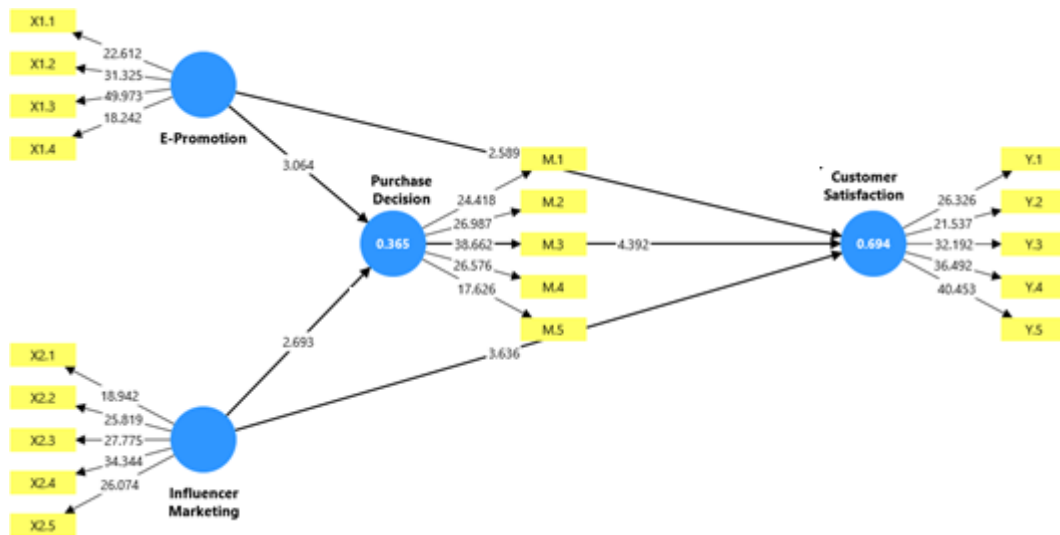 X1.1
22.612
X1.2
31.325
X1.3
49.973
X1.4
18.242
E-Promotion
3.064
2.589
Purchase
Decision
0.365
24.418
M.1
26.987
M.2
38.662
M.3
26.576
M.4
17.626
M.5
4.392
Customer
Satisfaction
0.694
26.326
Y.1
21.537
Y.2
32.192
Y.3
36.492
Y.4
40.453
Y.5
2.693
3.636
X2.1
18.942
X2.2
25.819
X2.3
27.775
X2.4
34.344
X2.5
26.074
Influencer
Marketing